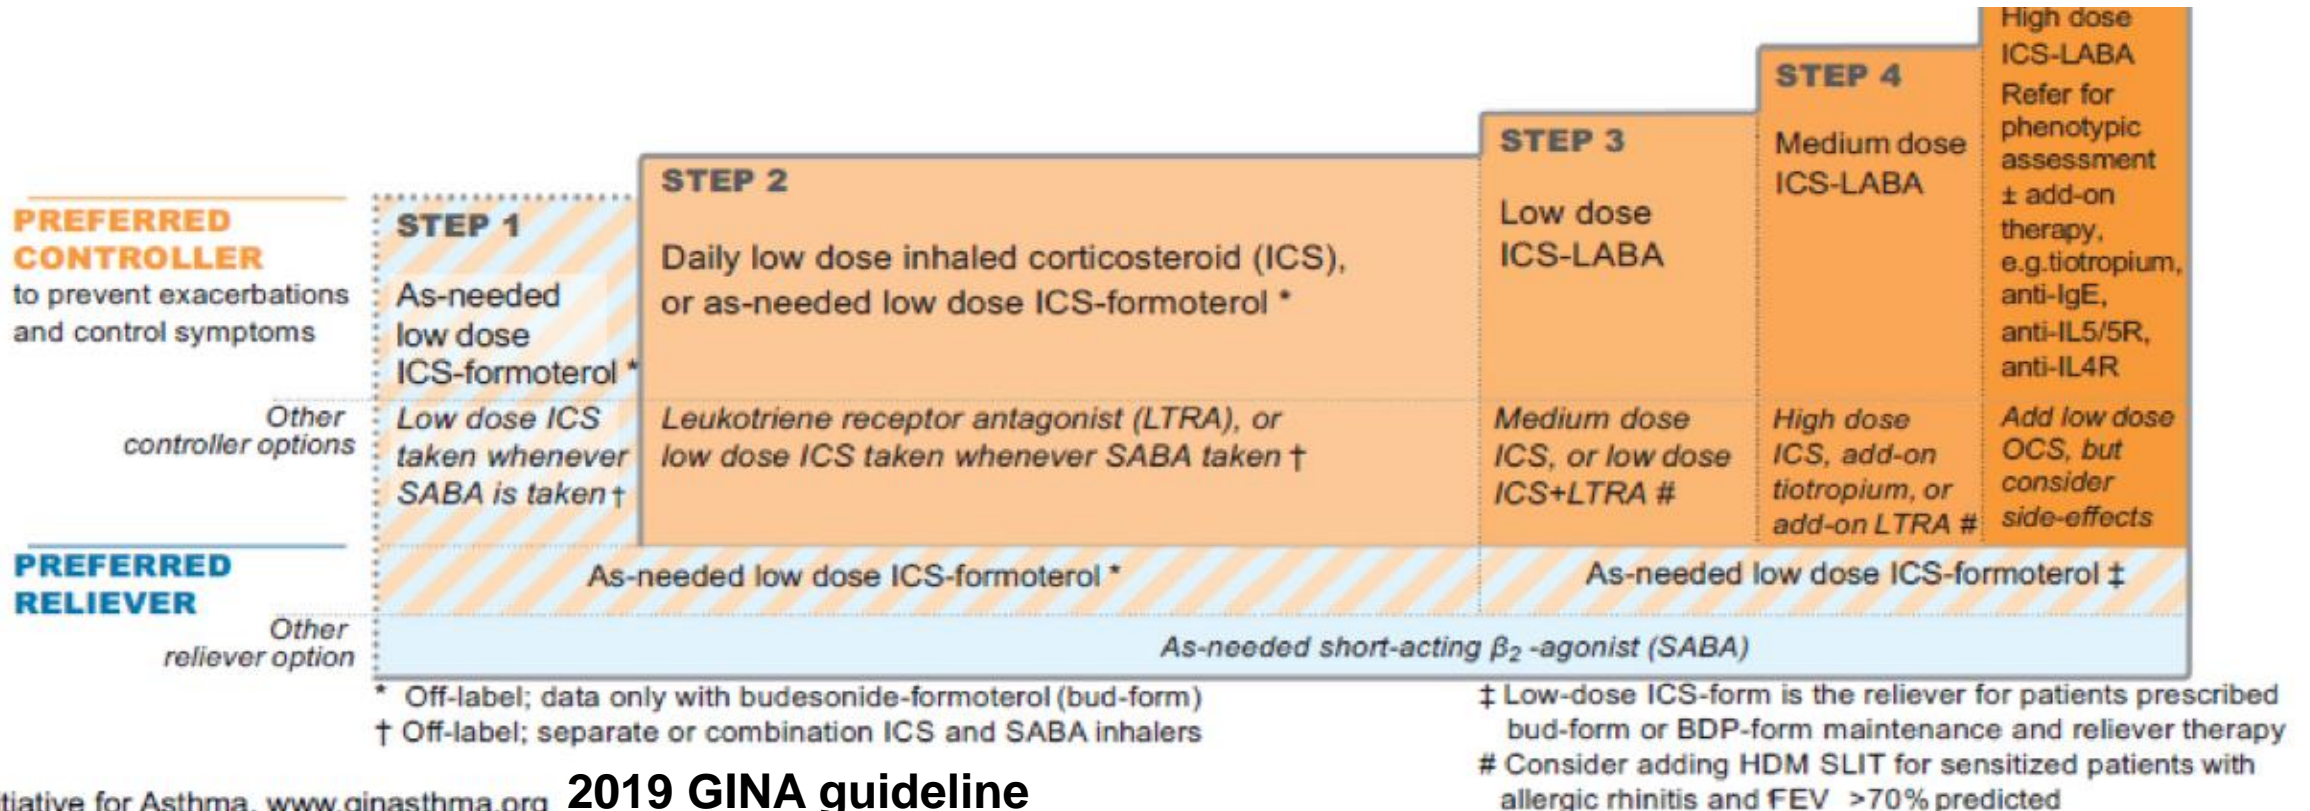 High dose
ICS-LABA
Refer for
phenotypic
assessment
± add-on
therapy,
e.g.tiotropium,
anti-IgE,
anti-IL5/5R,
anti-IL4R
STEP 4
Medium dose
ICS-LABA
STEP 3
Low dose
ICS-LABA
STEP 2
Daily low dose inhaled corticosteroid (ICS),
or as-needed low dose ICS-formoterol *
STEP 1
As-needed
low dose
ICS-formoterol *
PREFERRED
CONTROLLER
to prevent exacerbations
and control symptoms
Other
controller options
Low dose ICS
taken whenever
SABA is taken †
Leukotriene receptor antagonist (LTRA), or
low dose ICS taken whenever SABA taken †
Medium dose
ICS, or low dose
ICS+LTRA #
High dose
ICS, add-on
tiotropium, or
add-on LTRA #
Add low dose
OCS, but
consider
side-effects
PREFERRED
RELIEVER
As-needed low dose ICS-formoterol *
As-needed low dose ICS-formoterol ‡
Other
reliever option
As-needed short-acting β₂ -agonist (SABA)
* Off-label; data only with budesonide-formoterol (bud-form)
† Off-label; separate or combination ICS and SABA inhalers
‡ Low-dose ICS-form is the reliever for patients prescribed
bud-form or BDP-form maintenance and reliever therapy
# Consider adding HDM SLIT for sensitized patients with
allergic rhinitis and FEV >70% predicted
itiative for Asthma, www.ginasthma.org
2019 GINA guideline